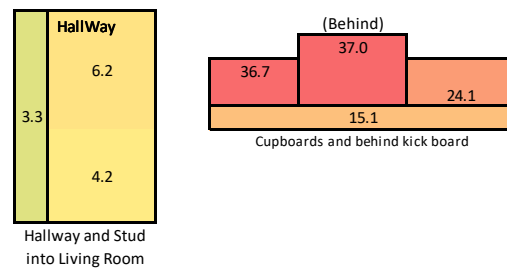 HallWay
6.2
3.3
4.2
Hallway and Stud
into Living Room
(Behind)
37.0
36.7
24.1
15.1
Cupboards and behind kick board